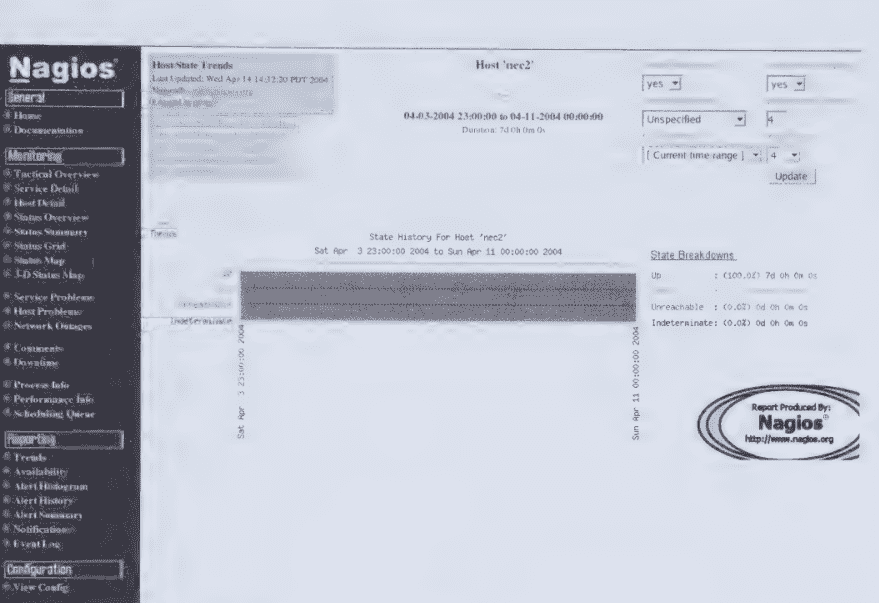 Nagios®
General
Home
Documentation
Monitoring
Tactical Overview
Service Detail
Host Detail
Status Overview
Status Summary
Status Grid
Status Map
3-D Status Map
Service Problems
Host Problems
Network Outages
Comments
Downtime
Process Info
Performance Info
Scheduling Queue
Reporting
Trends
Availability
Alert Histogram
Alert History
Alert Summary
Notifications
Event Log
Configuration
View Config
Host State Trends
Last Updated: Wed Apr 14 14:32:20 PDT 2004
Host 'nec2'
04-03-2004 23:00:00 to 04-11-2004 00:00:00
Duration: 7d 0h 0m 0s
yes
yes
Unspecified
4
[ Current time range ]
4
Update
State History For Host 'nec2'
Sat Apr 3 23:00:00 2004 to Sun Apr 11 00:00:00 2004
Indeterminate
Sat Apr 3 23:00:00 2004
Sun Apr 11 00:00:00 2004
State Breakdowns
Up : (100.0%) 7d 0h 0m 0s
Unreachable : (0.0%) 0d 0h 0m 0s
Indeterminate: (0.0%) 0d 0h 0m 0s
Report Produced By:
Nagios®
http://www.nagios.org